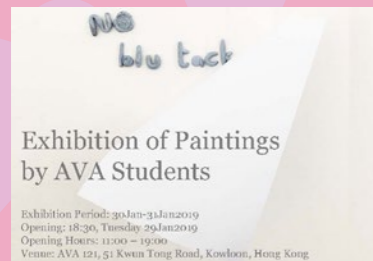 No
blu tack
Exhibition of Paintings
by AVA Students
Exhibition Period: 30Jan-31Jan2019
Opening: 18:30, Tuesday 29Jan2019
Opening Hours: 11:00 – 19:00
Venue: AVA 121, 51 Kwun Tong Road, Kowloon, Hong Kong